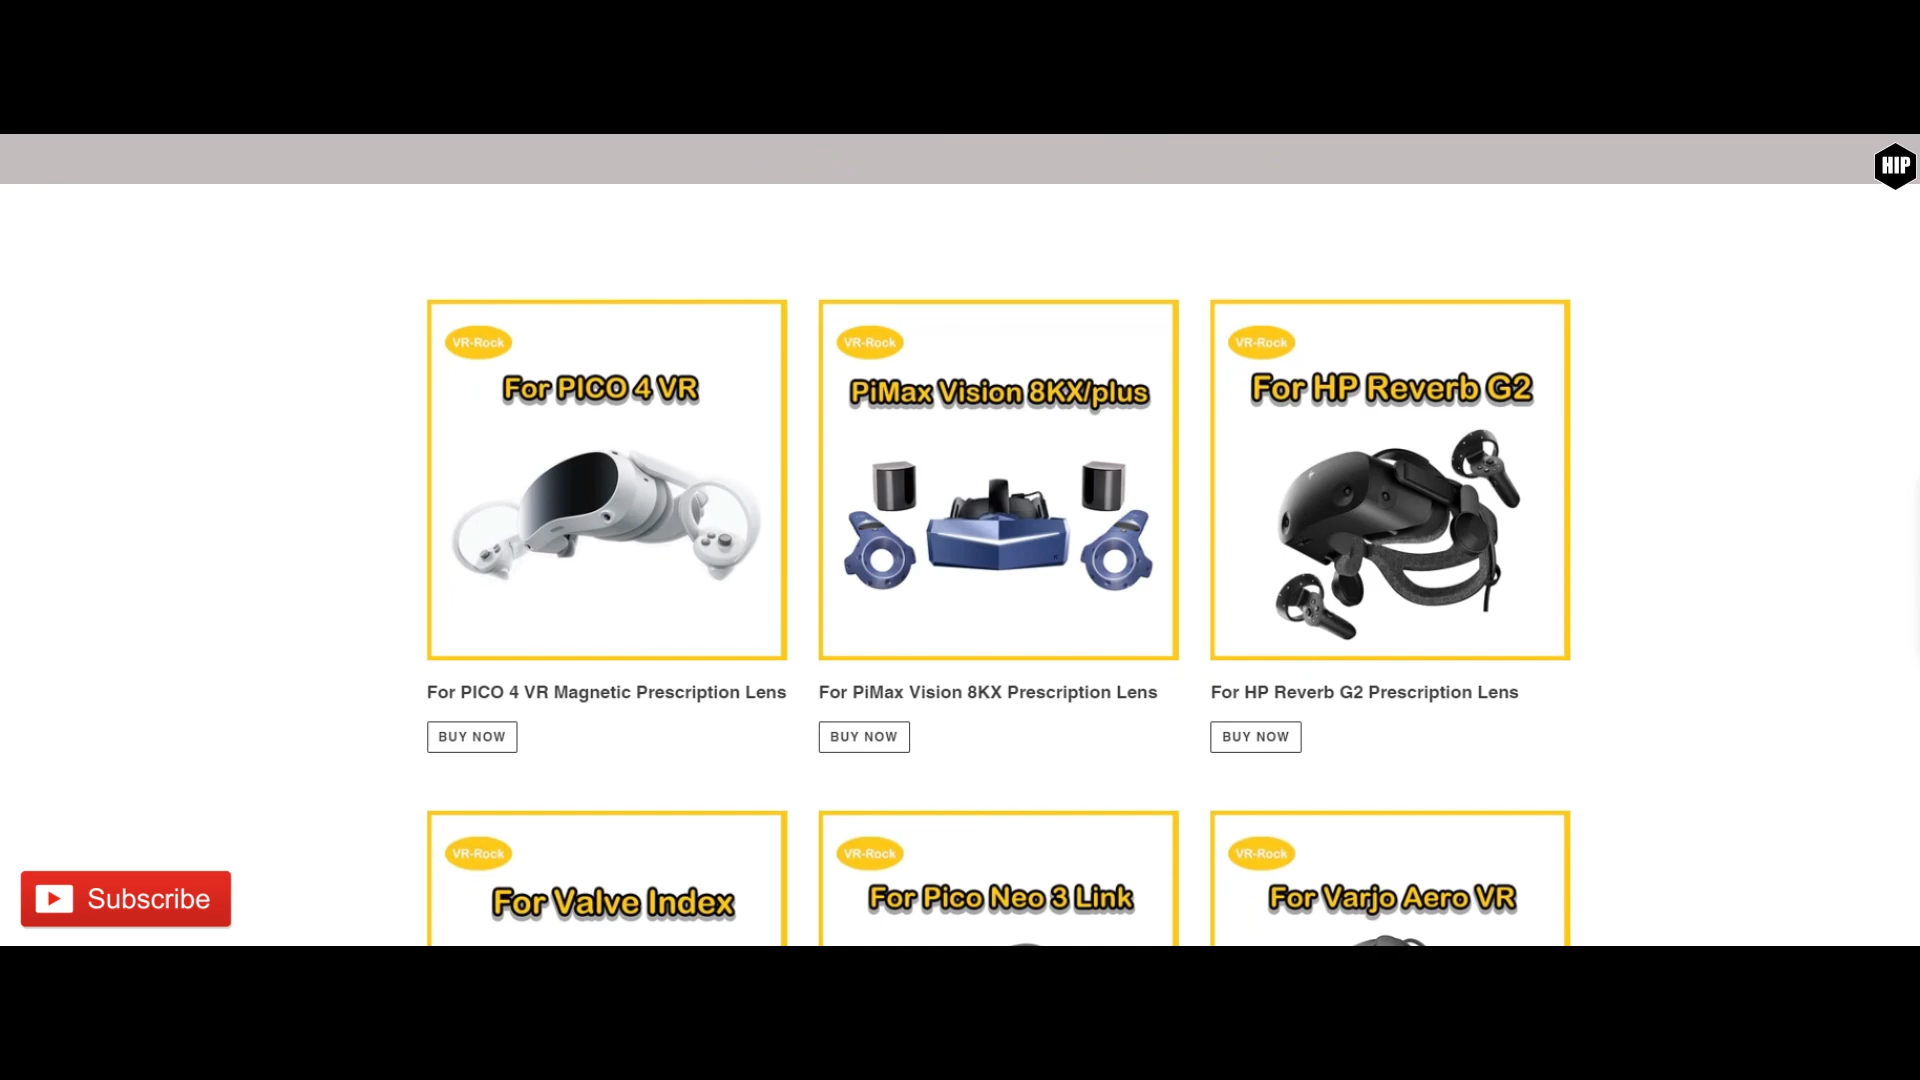 HIP
VR-Rock
For PICO 4 VR
VR-Rock
PiMax Vision 8KX/plus
VR-Rock
For HP Reverb G2
For PICO 4 VR Magnetic Prescription Lens
For PiMax Vision 8KX Prescription Lens
For HP Reverb G2 Prescription Lens
BUY NOW
BUY NOW
BUY NOW
VR-Rock
For Valve Index
VR-Rock
For Pico Neo 3 Link
VR-Rock
For Varjo Aero VR
Subscribe